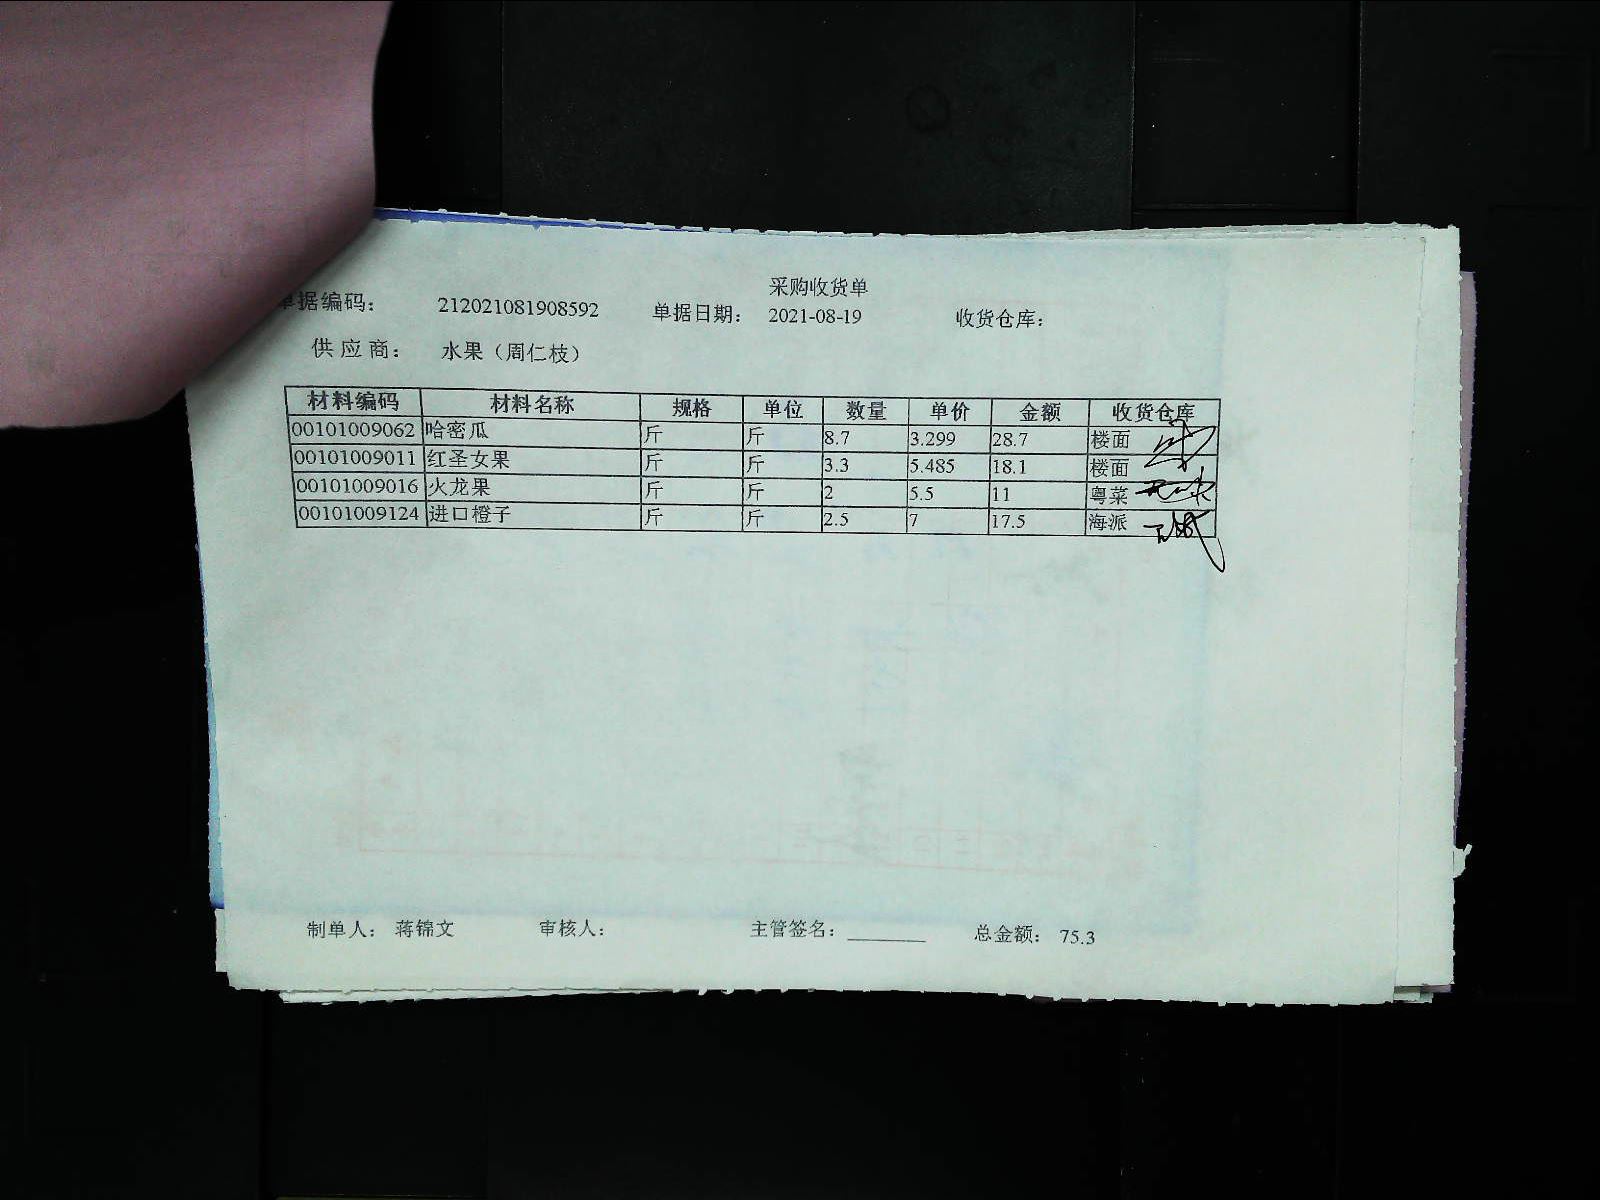 采购收货单
单据编码： 212021081908592 单据日期： 2021-08-19 收货仓库：
供应商： 水果（周仁枝）
材料编码 材料名称 规格 单位 数量 单价 金额 收货仓库
00101009062 哈密瓜 斤 斤 8.7 3.299 28.7 楼面
00101009011 红圣女果 斤 斤 3.3 5.485 18.1 楼面
00101009016 火龙果 斤 斤 2 5.5 11 粤菜
00101009124 进口橙子 斤 斤 2.5 7 17.5 海派
制单人： 蒋锦文 审核人： 主管签名： 总金额： 75.3